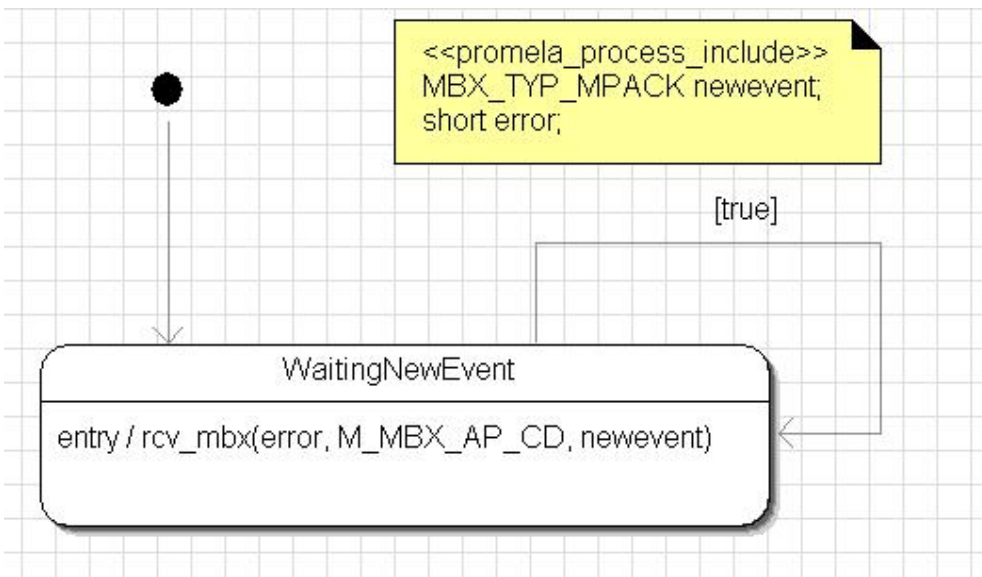 <<promela_process_include>>
MBX_TYP_MPACK newevent;
short error;
[true]
WaitingNewEvent
entry / rcv_mbx(error, M_MBX_AP_CD, newevent)